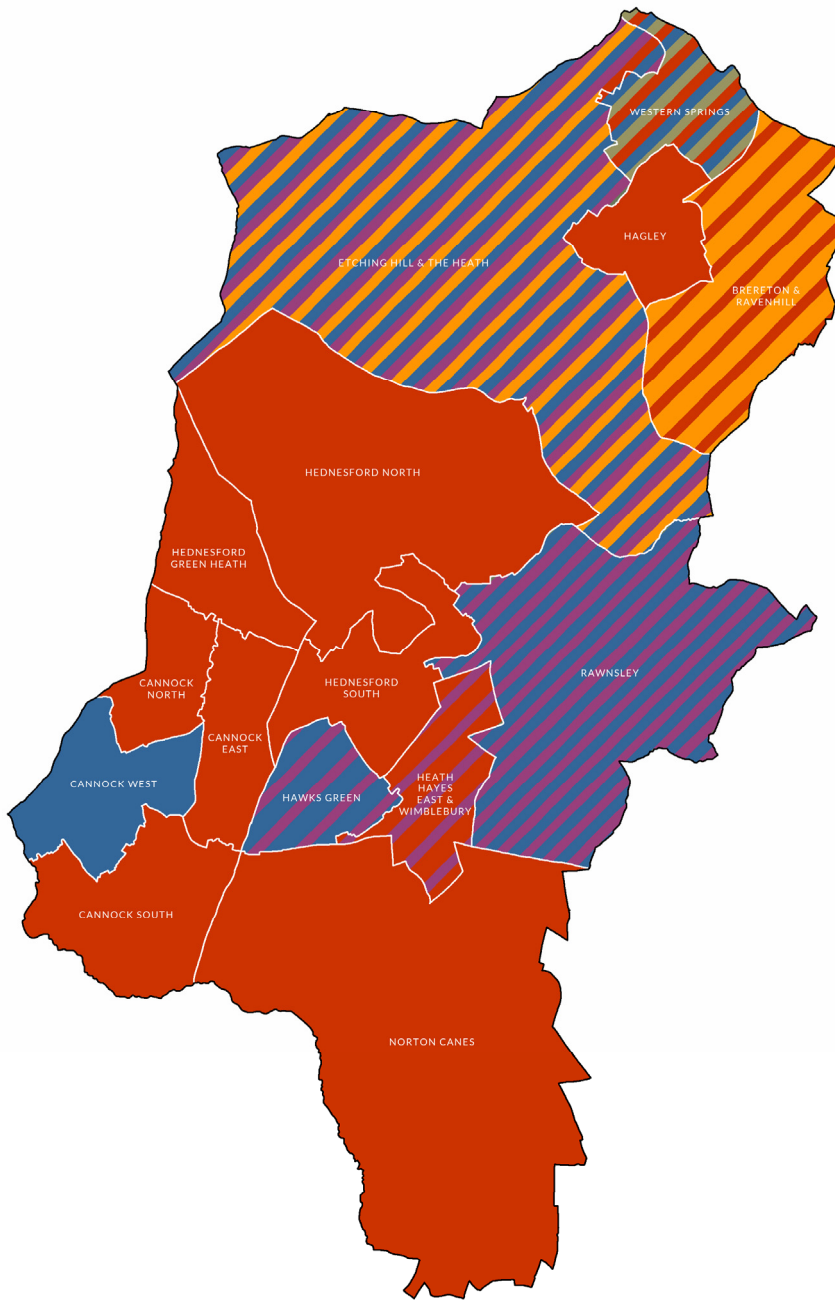 WESTERN SPRINGS
HAGLEY
ETCHING HILL & THE HEATH
BRERETON &
RAVENHILL
HEDNESFORD NORTH
HEDNESFORD
GREEN HEATH
CANNOCK
NORTH
HEDNESFORD
SOUTH
RAWNSLEY
CANNOCK
EAST
CANNOCK WEST
HAWKS GREEN
HEATH
HAYES
EAST &
WIMBLEBURY
CANNOCK SOUTH
NORTON CANES